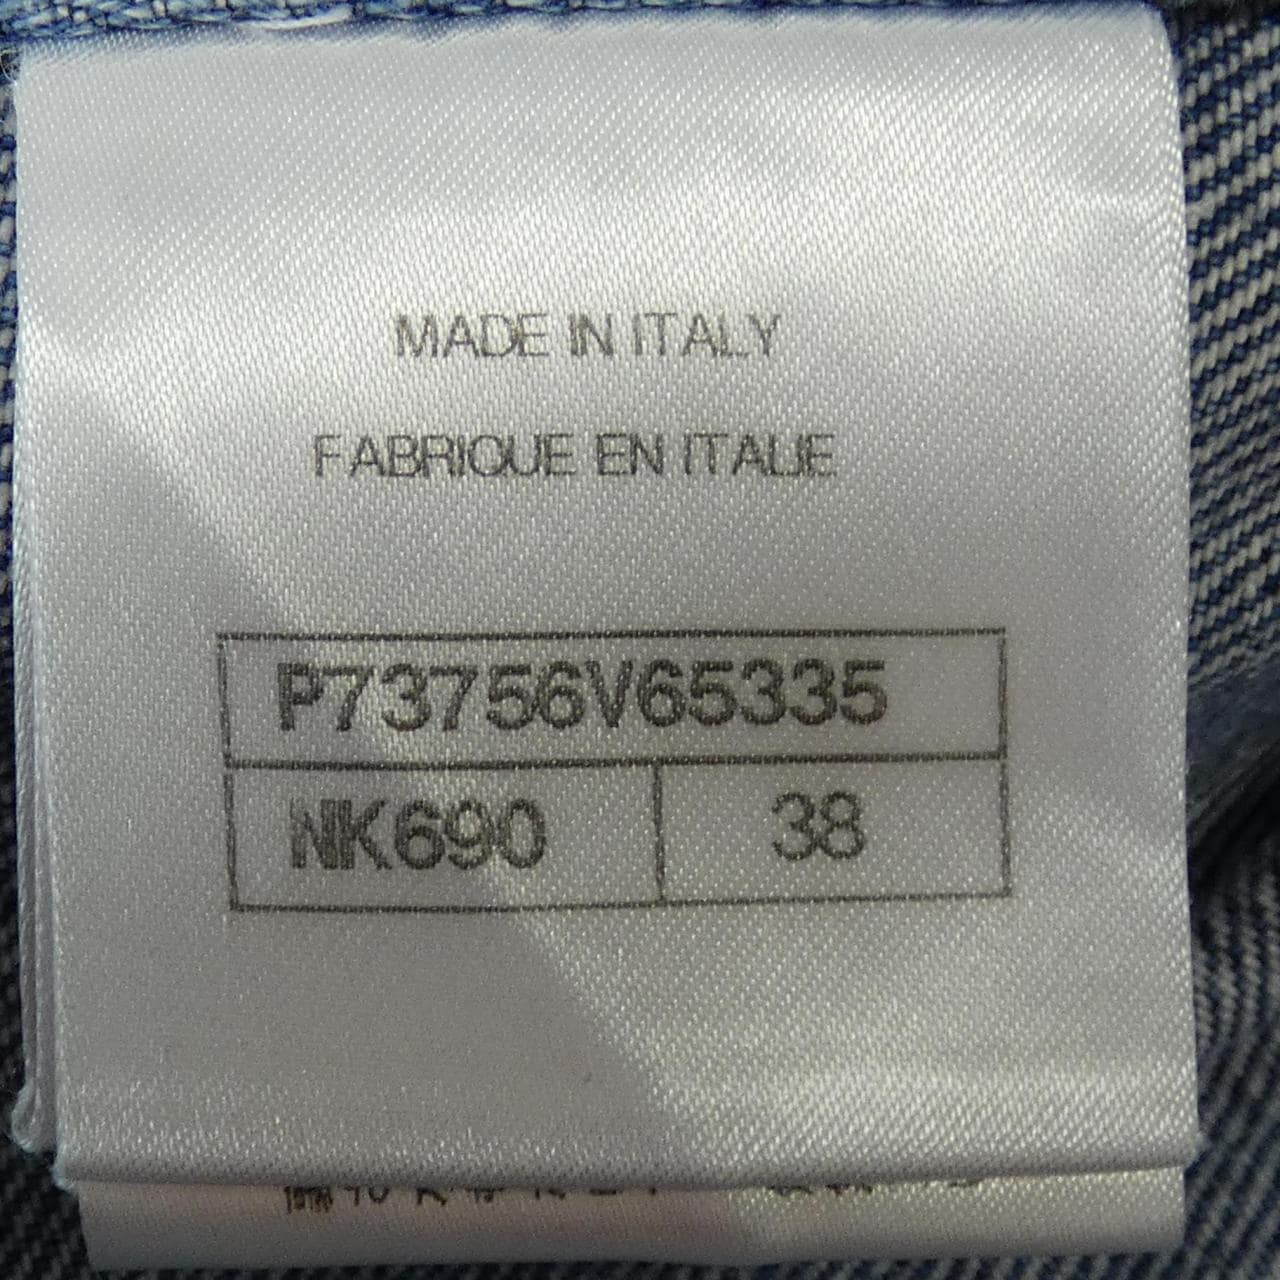 MADE IN ITALY
FABRIQUE EN ITALIE
P73756V65335
NK690 38